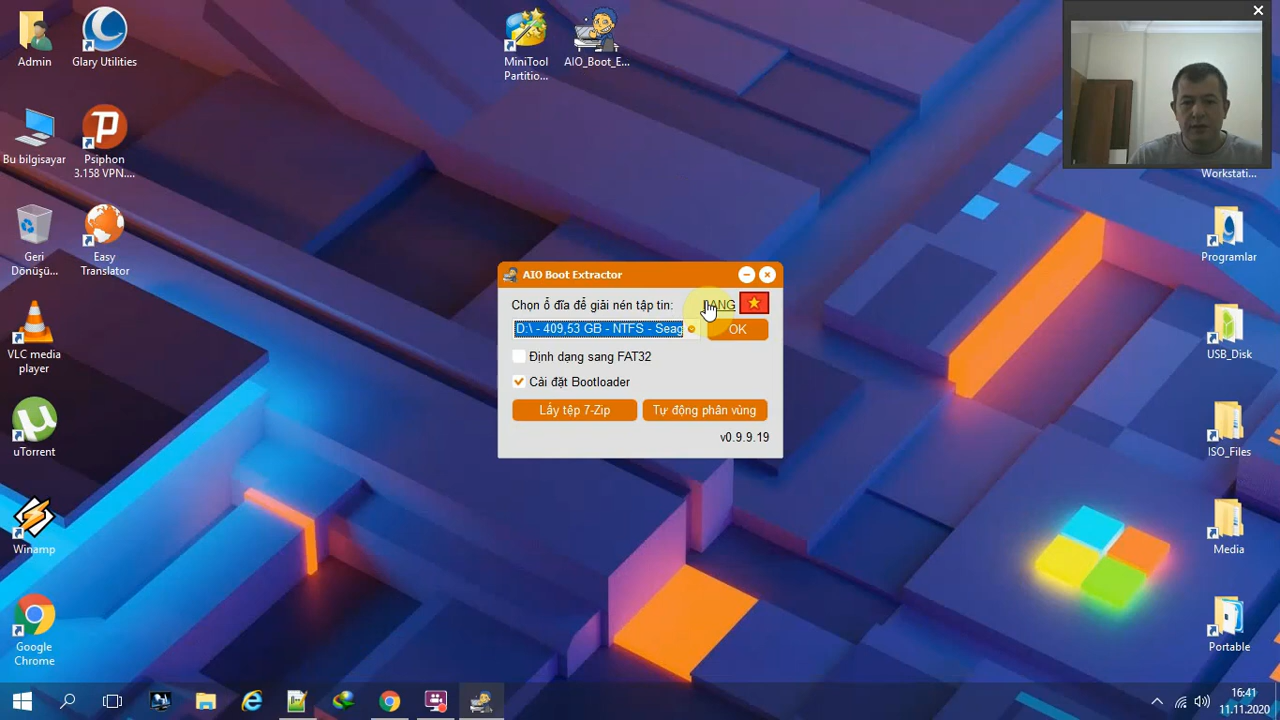 Admin
Glary Utilities
MiniTool
Partitio...
AIO_Boot_E...
Bu bilgisayar
Psiphon
3.158 VPN....
Workstati...
Geri
Dönüşü...
Easy
Translator
Programlar
AIO Boot Extractor
Chọn ổ đĩa để giải nén tập tin:
D:\ - 409,53 GB - NTFS - Seag
OK
Định dạng sang FAT32
Cài đặt Bootloader
Lấy tệp 7-Zip
Tự động phân vùng
v0.9.9.19
VLC media
player
USB_Disk
uTorrent
ISO_Files
Winamp
Media
Google
Chrome
Portable
16:41
11.11.2020